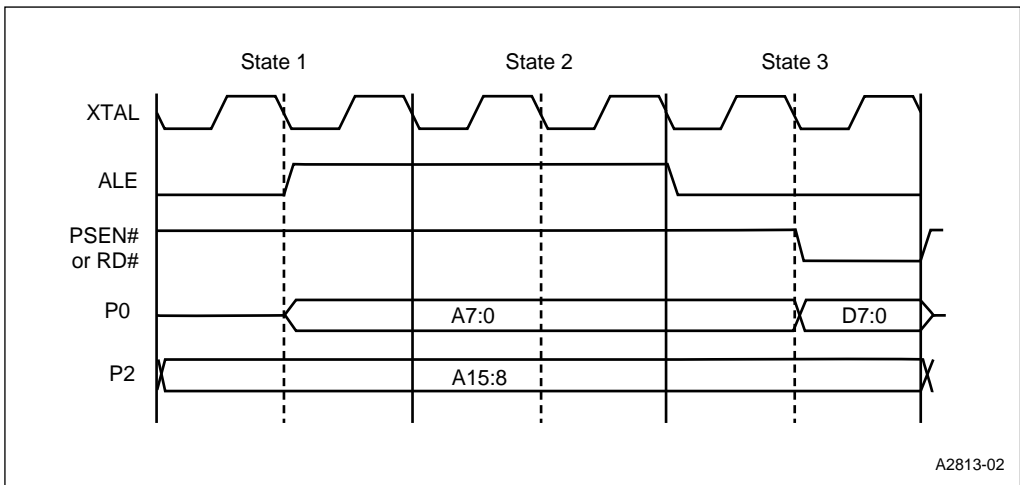 State 1 State 2 State 3
XTAL
ALE
PSEN#
or RD#
P0 A7:0 D7:0
P2 A15:8
A2813-02